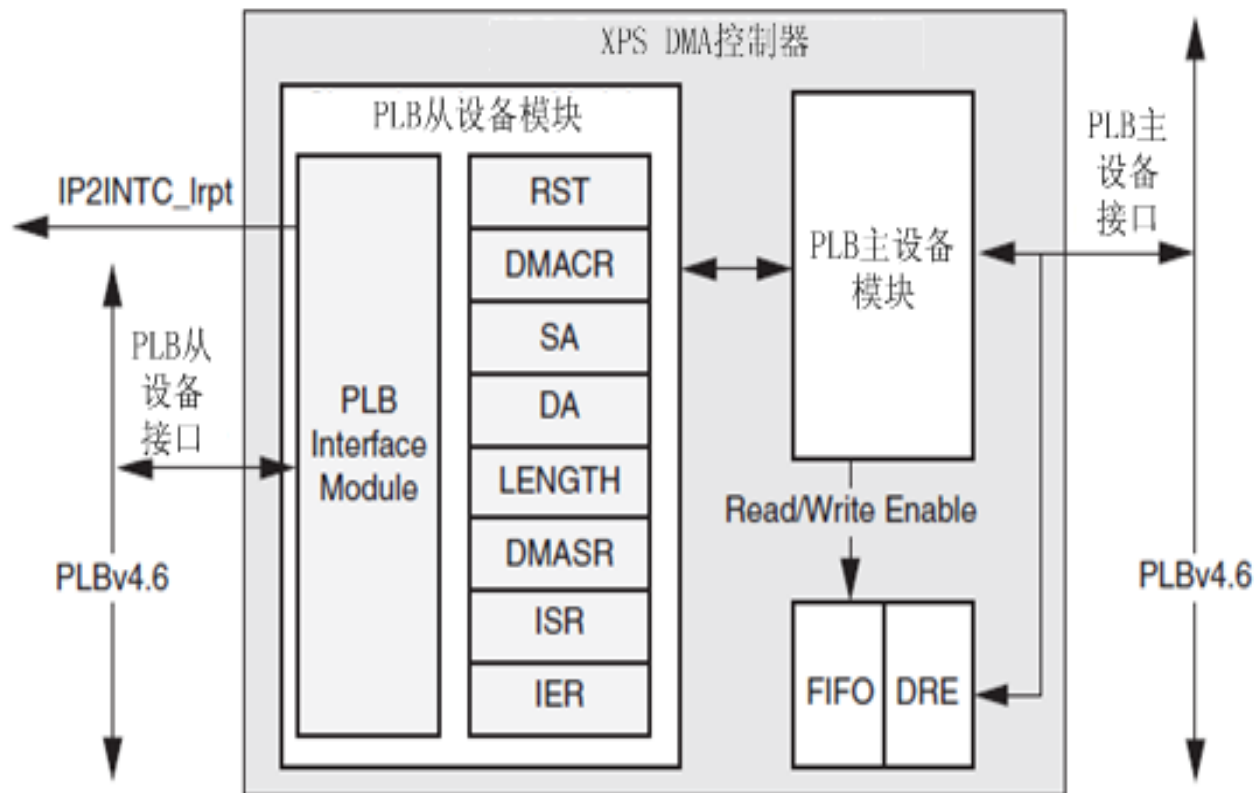 XPS DMA控制器
PLB从设备模块
IP2INTC_Irpt
PLB从
设备
接口
PLBv4.6
PLB
Interface
Module
RST
DMACR
SA
DA
LENGTH
DMASR
ISR
IER
PLB主设备
模块
Read/Write Enable
FIFO
DRE
PLB主
设备
接口
PLBv4.6